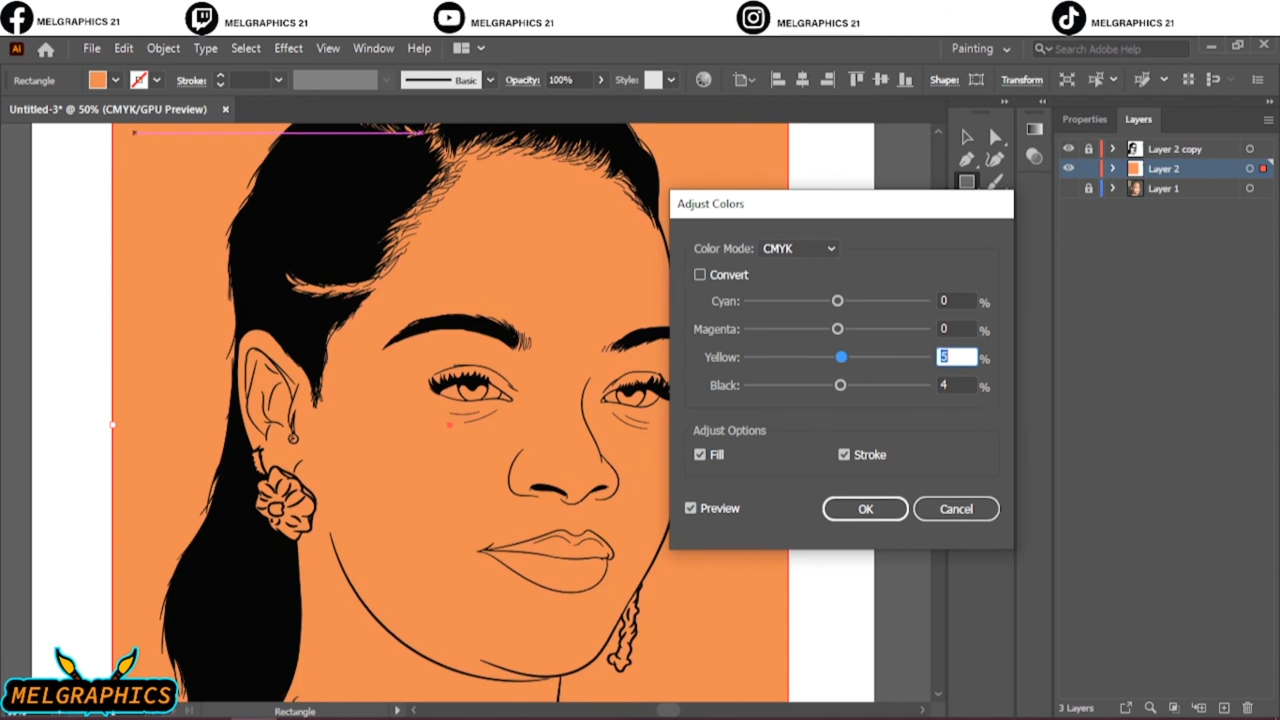 MELGRAPHICS 21
MELGRAPHICS 21
MELGRAPHICS 21
MELGRAPHICS 21
MELGRAPHICS 21
Ai File Edit Object Type Select Effect View Window Help Painting Search Adobe Help
Rectangle Stroke: Basic Opacity: 100% Style: Shape: Transform
Untitled-3* @ 50% (CMYK/GPU Preview)
Properties Layers
Layer 2 copy
Layer 2
Layer 1
Adjust Colors
Color Mode: CMYK
Convert
Cyan: 0 %
Magenta: 0 %
Yellow: 5 %
Black: 4 %
Adjust Options
Fill Stroke
Preview OK Cancel
MELGRAPHICS
Rectangle
3 Layers